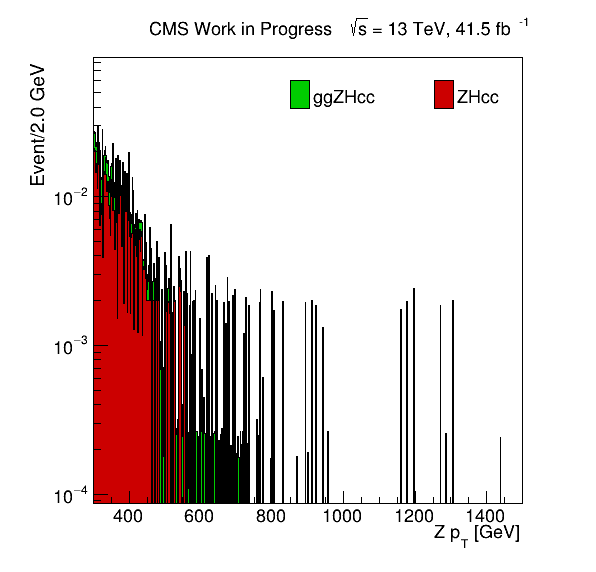 CMS Work in Progress √s = 13 TeV, 41.5 fb⁻¹
Event/2.0 GeV
ggZHcc ZHcc
10⁻²
10⁻³
10⁻⁴
400 600 800 1000 1200 1400
Z p_T [GeV]